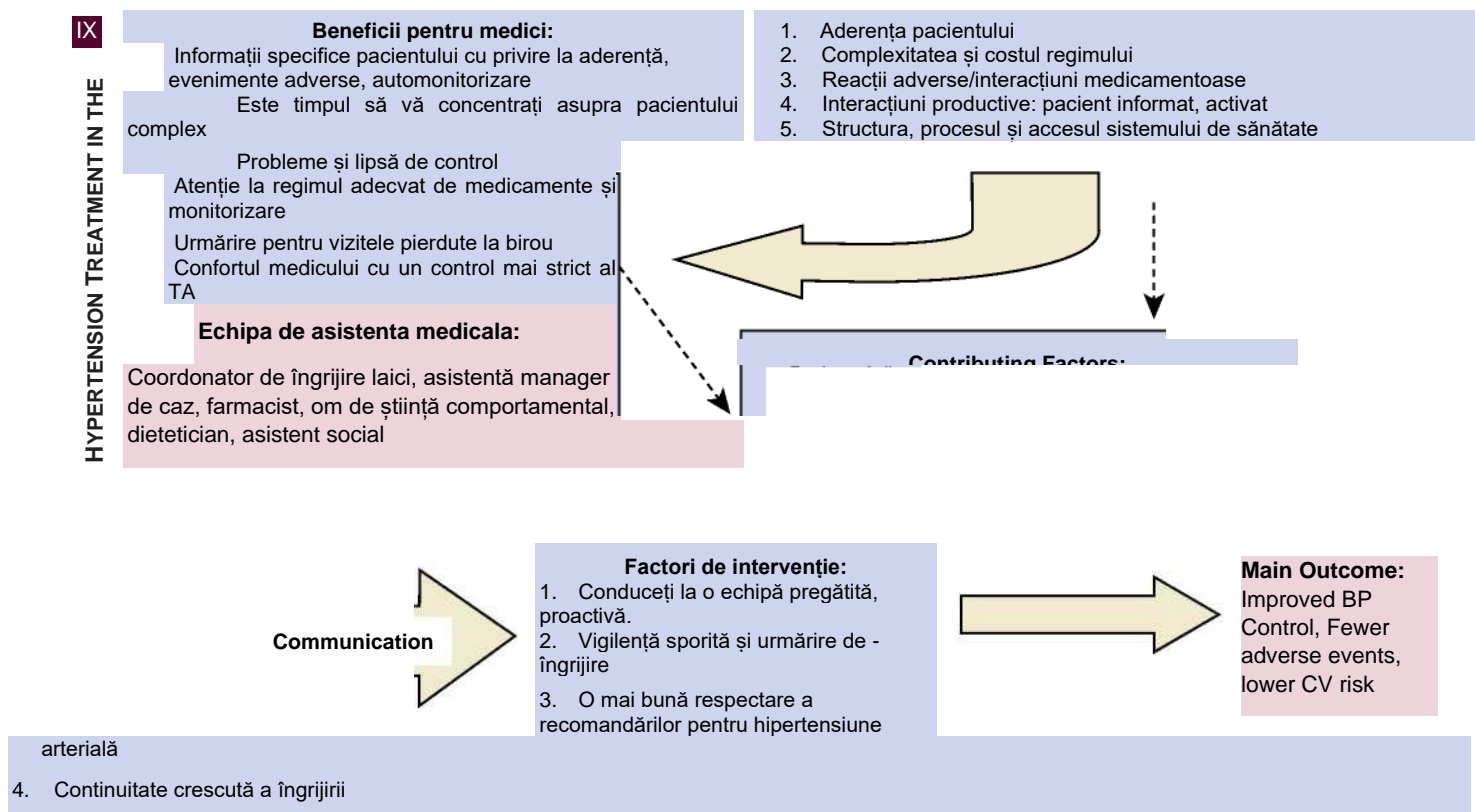 IX
HYPERTENSION TREATMENT IN THE
Beneficii pentru medici:
Informații specifice pacientului cu privire la aderență,
evenimente adverse, automonitorizare
Este timpul să vă concentrați asupra pacientului
complex
Probleme și lipsă de control
Atenție la regimul adecvat de medicamente și
monitorizare
Urmărire pentru vizitele pierdute la birou
Confortul medicului cu un control mai strict al
TA
Echipa de asistenta medicala:
Coordonator de îngrijire laici, asistentă manager
de caz, farmacist, om de știință comportamental,
dietetician, asistent social
1. Aderența pacientului
2. Complexitatea și costul regimului
3. Reacții adverse/interacțiuni medicamentoase
4. Interacțiuni productive: pacient informat, activat
5. Structura, procesul și accesul sistemului de sănătate
Contributing Factors:
Communication
Factori de intervenție:
1. Conduceți la o echipă pregătită,
proactivă.
2. Vigilență sporită și urmărire de -
îngrijire
3. O mai bună respectare a
recomandărilor pentru hipertensiune
arterială
4. Continuitate crescută a îngrijirii
Main Outcome:
Improved BP
Control, Fewer
adverse events,
lower CV risk